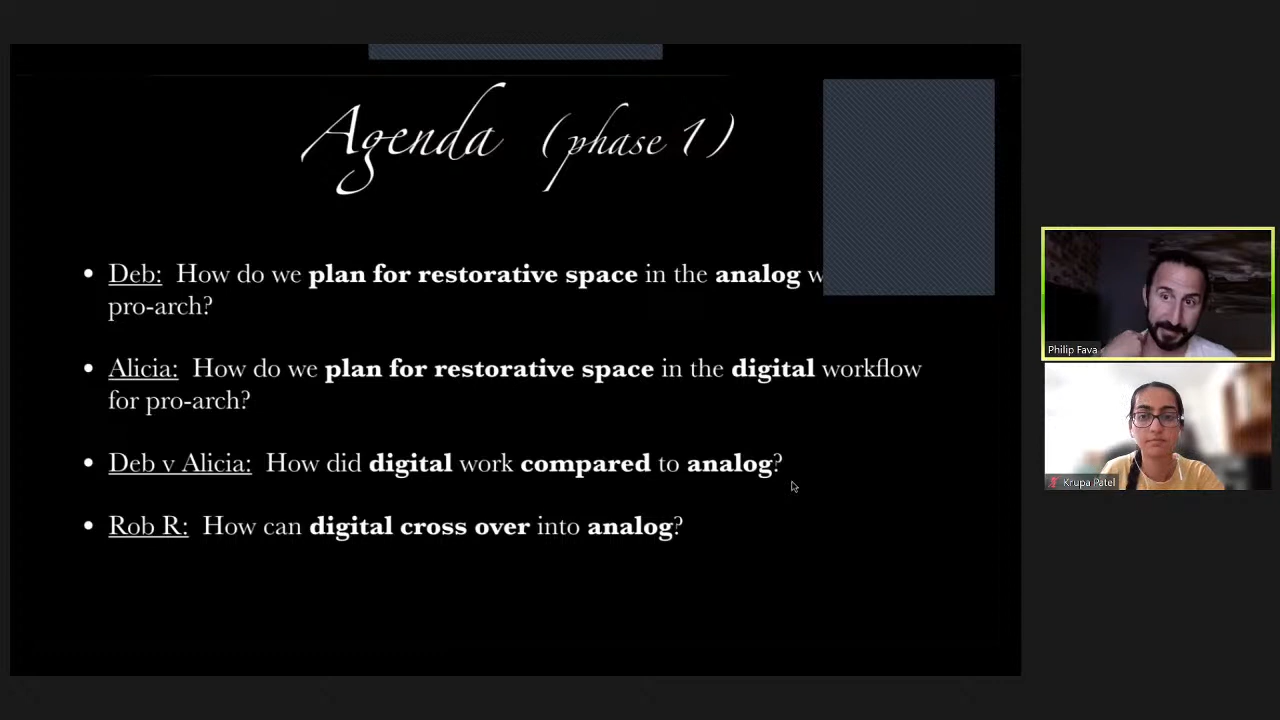 Agenda (phase 1)
• Deb: How do we plan for restorative space in the analog
pro-arch?
• Alicia: How do we plan for restorative space in the digital workflow
for pro-arch?
• Deb v Alicia: How did digital work compared to analog?
• Rob R: How can digital cross over into analog?
Philip Fava
Krupa Patel